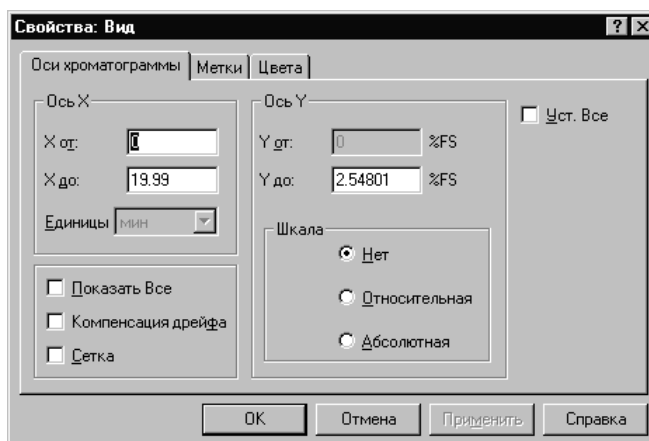 Свойства: Вид
Оси хроматограммы Метки Цвета
Ось X
X от: 0
X до: 19.99
Единицы мин
Показать Все
Компенсация дрейфа
Сетка
Ось Y
Y от: 0 %FS
Y до: 2.54801 %FS
Шкала
Нет
Относительная
Абсолютная
Уст. Все
OK Отмена Применить Справка